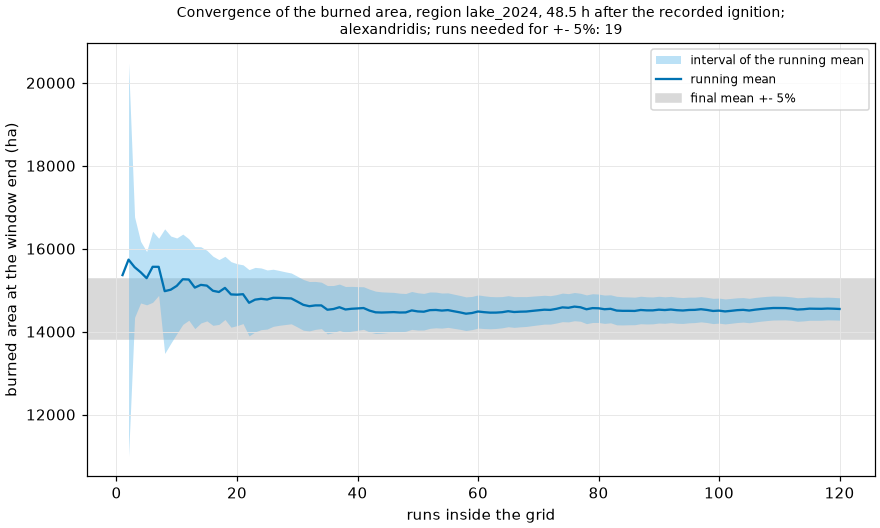 Convergence of the burned area, region lake_2024, 48.5 h after the recorded ignition;
alexandridis; runs needed for +- 5%: 19
interval of the running mean
running mean
final mean +- 5%
burned area at the window end (ha)
20000
18000
16000
14000
12000
0 20 40 60 80 100 120
runs inside the grid